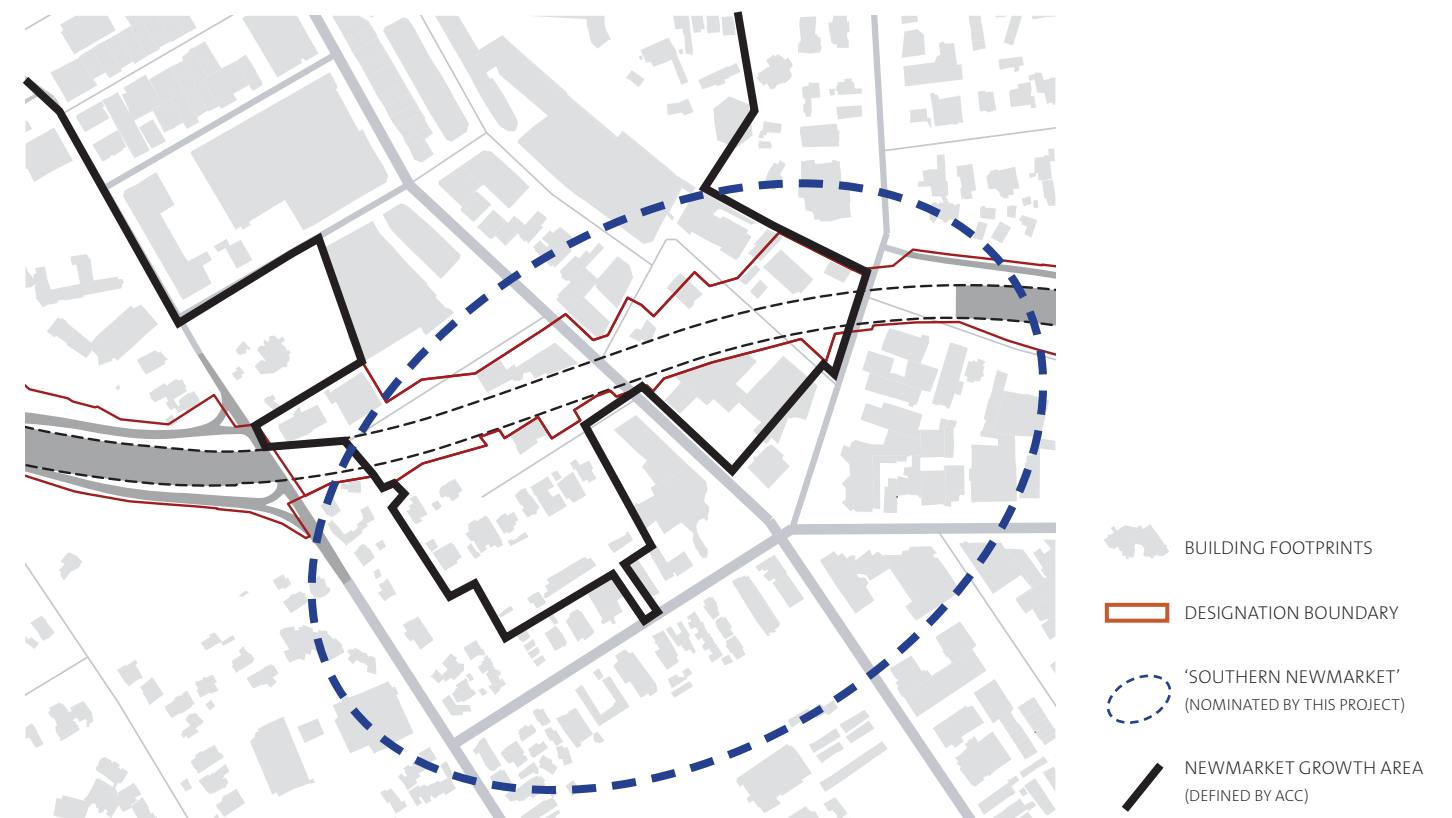 BUILDING FOOTPRINTS
DESIGNATION BOUNDARY
‘SOUTHERN NEWMARKET’
(NOMINATED BY THIS PROJECT)
NEWMARKET GROWTH AREA
(DEFINED BY ACC)